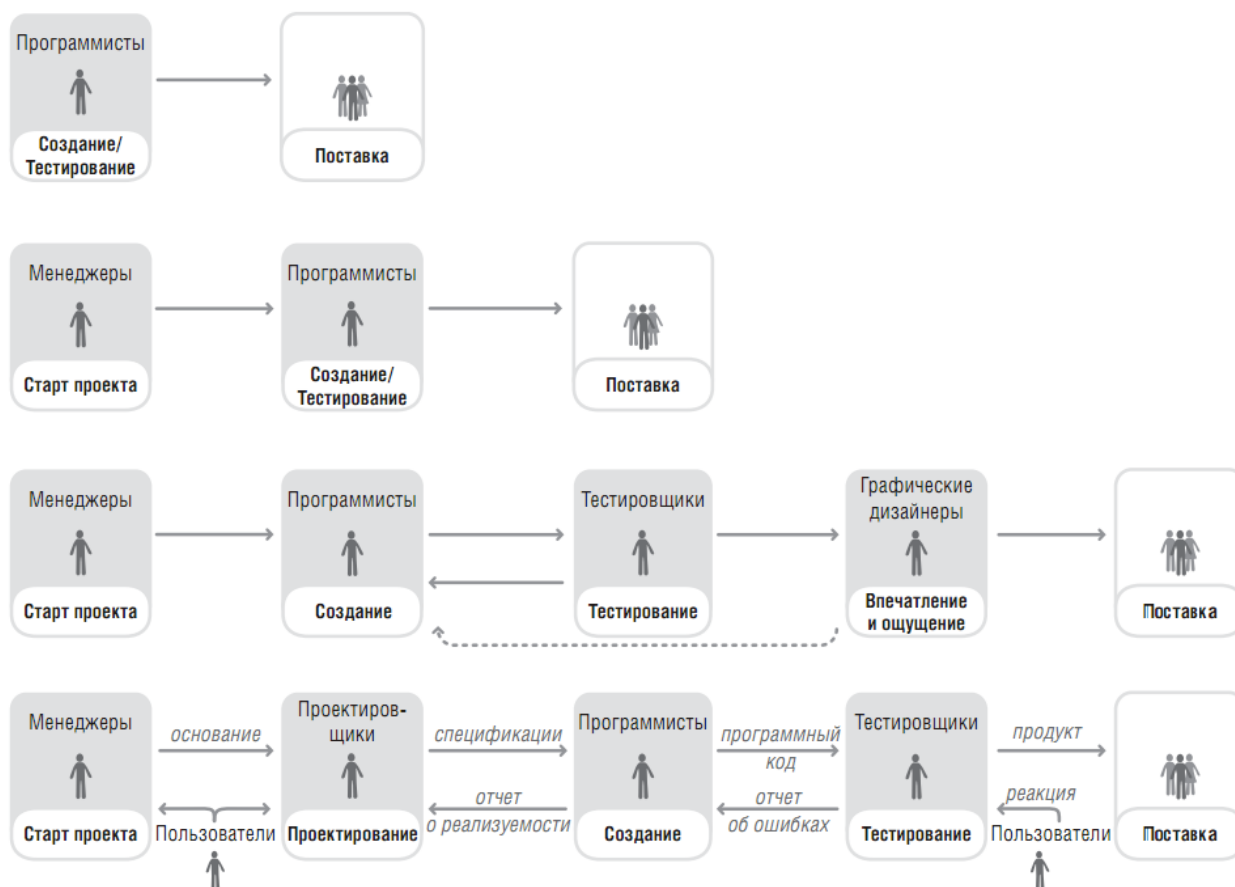 Программисты
Создание/
Тестирование
Поставка
Менеджеры
Старт проекта
Программисты
Создание/
Тестирование
Поставка
Менеджеры
Старт проекта
Программисты
Создание
Тестировщики
Тестирование
Графические
дизайнеры
Впечатление
и ощущение
Поставка
Менеджеры
Старт проекта
основание
Пользователи
Проектиров-
щики
Проектирование
спецификации
отчет
о реализуемости
Программисты
Создание
программный
код
отчет
об ошибках
Тестировщики
Тестирование
продукт
реакция
Пользователи
Поставка